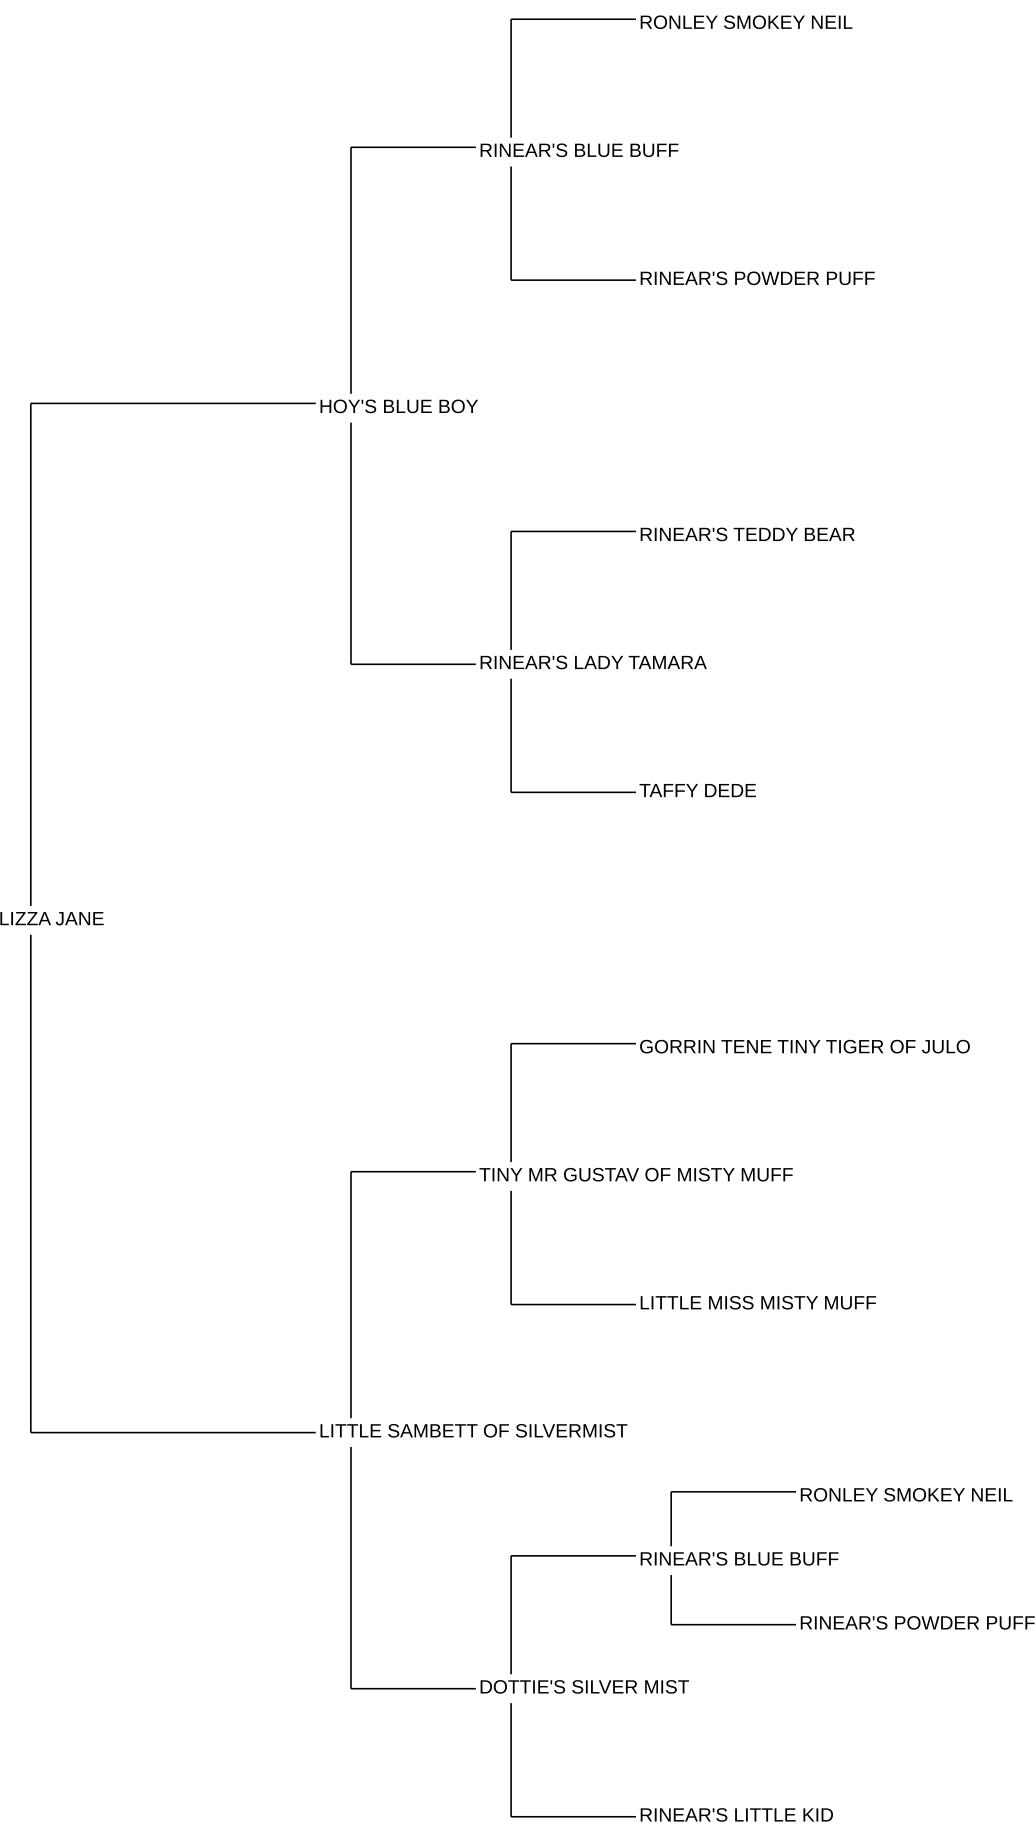 RONLEY SMOKEY NEIL
RINEAR'S BLUE BUFF
RINEAR'S POWDER PUFF
HOY'S BLUE BOY
RINEAR'S TEDDY BEAR
RINEAR'S LADY TAMARA
TAFFY DEDE
LIZZA JANE
GORRIN TENE TINY TIGER OF JULO
TINY MR GUSTAV OF MISTY MUFF
LITTLE MISS MISTY MUFF
LITTLE SAMBETT OF SILVERMIST
RONLEY SMOKEY NEIL
RINEAR'S BLUE BUFF
RINEAR'S POWDER PUFF
DOTTIE'S SILVER MIST
RINEAR'S LITTLE KID